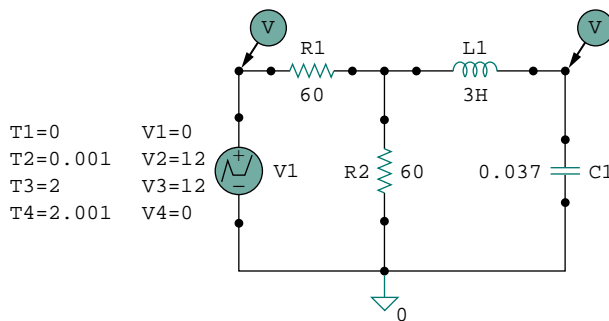 V
V
R1
L1
60
3H
T1=0 V1=0
T2=0.001 V2=12
T3=2 V3=12
T4=2.001 V4=0
V1
R2 60
0.037 C1
0